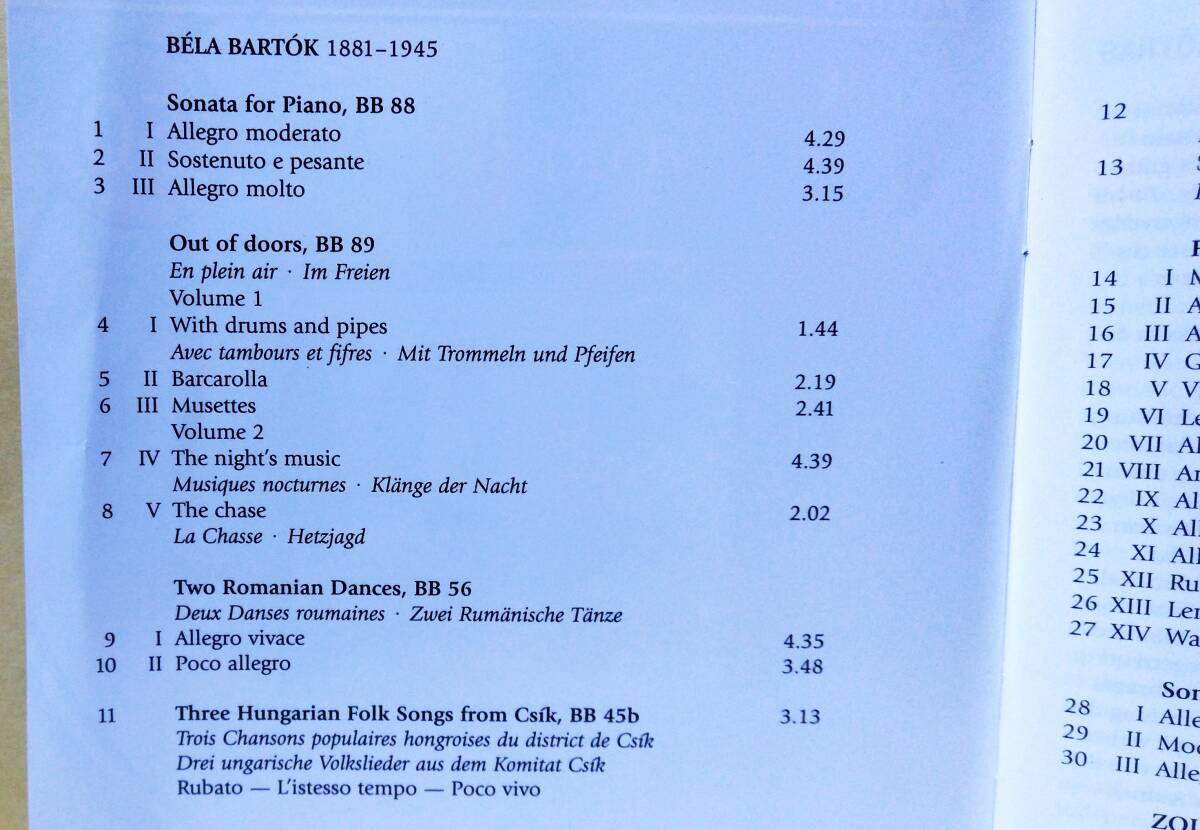 BÉLA BARTÓK 1881–1945
Sonata for Piano, BB 88
1 I Allegro moderato 4.29
2 II Sostenuto e pesante 4.39
3 III Allegro molto 3.15
Out of doors, BB 89
En plein air · Im Freien
Volume 1
4 I With drums and pipes 1.44
Avec tambours et fifres · Mit Trommeln und Pfeifen
5 II Barcarolla 2.19
6 III Musettes 2.41
Volume 2
7 IV The night's music 4.39
Musiques nocturnes · Klänge der Nacht
8 V The chase 2.02
La Chasse · Hetzjagd
Two Romanian Dances, BB 56
Deux Danses roumaines · Zwei Rumänische Tänze
9 I Allegro vivace 4.35
10 II Poco allegro 3.48
11 Three Hungarian Folk Songs from Csík, BB 45b 3.13
Trois Chansons populaires hongroises du district de Csík
Drei ungarische Volkslieder aus dem Komitat Csík
Rubato — L'istesso tempo — Poco vivo
12
13
14 I
15 II
16 III
17 IV
18 V
19 VI
20 VII
21 VIII
22 IX
23 X
24 XI
25 XII
26 XIII
27 XIV
28 I
29 II
30 III